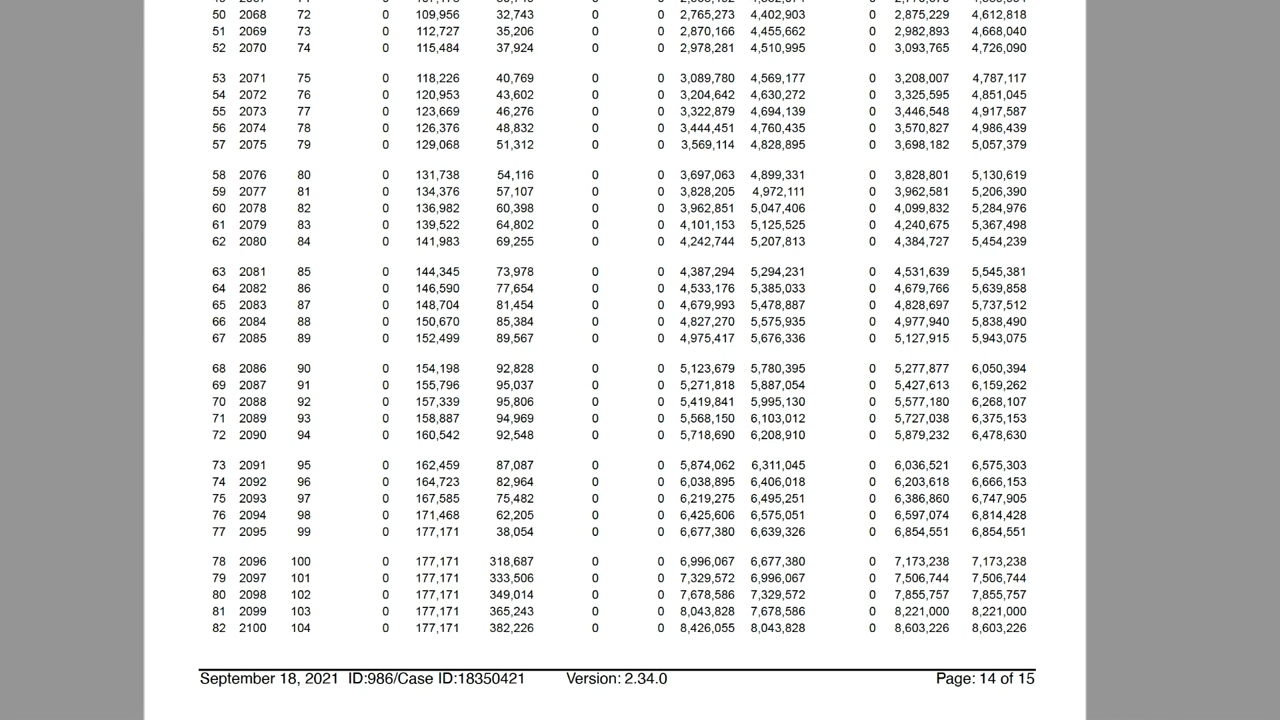 50 2068 72 0 109,956 32,743 0 0 2,765,273 4,402,903 0 2,875,229 4,612,818
51 2069 73 0 112,727 35,206 0 0 2,870,166 4,455,662 0 2,982,893 4,668,040
52 2070 74 0 115,484 37,924 0 0 2,978,281 4,510,995 0 3,093,765 4,726,090
53 2071 75 0 118,226 40,769 0 0 3,089,780 4,569,177 0 3,208,007 4,787,117
54 2072 76 0 120,953 43,602 0 0 3,204,642 4,630,272 0 3,325,595 4,851,045
55 2073 77 0 123,669 46,276 0 0 3,322,879 4,694,139 0 3,446,548 4,917,587
56 2074 78 0 126,376 48,832 0 0 3,444,451 4,760,435 0 3,570,827 4,986,439
57 2075 79 0 129,068 51,312 0 0 3,569,114 4,828,895 0 3,698,182 5,057,379
58 2076 80 0 131,738 54,116 0 0 3,697,063 4,899,331 0 3,828,801 5,130,619
59 2077 81 0 134,376 57,107 0 0 3,828,205 4,972,111 0 3,962,581 5,206,390
60 2078 82 0 136,982 60,398 0 0 3,962,851 5,047,406 0 4,099,832 5,284,976
61 2079 83 0 139,522 64,802 0 0 4,101,153 5,125,525 0 4,240,675 5,367,498
62 2080 84 0 141,983 69,255 0 0 4,242,744 5,207,813 0 4,384,727 5,454,239
63 2081 85 0 144,345 73,978 0 0 4,387,294 5,294,231 0 4,531,639 5,545,381
64 2082 86 0 146,590 77,654 0 0 4,533,176 5,385,033 0 4,679,766 5,639,858
65 2083 87 0 148,704 81,454 0 0 4,679,993 5,478,887 0 4,828,697 5,737,512
66 2084 88 0 150,670 85,384 0 0 4,827,270 5,575,935 0 4,977,940 5,838,490
67 2085 89 0 152,499 89,567 0 0 4,975,417 5,676,336 0 5,127,915 5,943,075
68 2086 90 0 154,198 92,828 0 0 5,123,679 5,780,395 0 5,277,877 6,050,394
69 2087 91 0 155,796 95,037 0 0 5,271,818 5,887,054 0 5,427,613 6,159,262
70 2088 92 0 157,339 95,806 0 0 5,419,841 5,995,130 0 5,577,180 6,268,107
71 2089 93 0 158,887 94,969 0 0 5,568,150 6,103,012 0 5,727,038 6,375,153
72 2090 94 0 160,542 92,548 0 0 5,718,690 6,208,910 0 5,879,232 6,478,630
73 2091 95 0 162,459 87,087 0 0 5,874,062 6,311,045 0 6,036,521 6,575,303
74 2092 96 0 164,723 82,964 0 0 6,038,895 6,406,018 0 6,203,618 6,666,153
75 2093 97 0 167,585 75,482 0 0 6,219,275 6,495,251 0 6,386,860 6,747,905
76 2094 98 0 171,468 62,205 0 0 6,425,606 6,575,051 0 6,597,074 6,814,428
77 2095 99 0 177,171 38,054 0 0 6,677,380 6,639,326 0 6,854,551 6,854,551
78 2096 100 0 177,171 318,687 0 0 6,996,067 6,677,380 0 7,173,238 7,173,238
79 2097 101 0 177,171 333,506 0 0 7,329,572 6,996,067 0 7,506,744 7,506,744
80 2098 102 0 177,171 349,014 0 0 7,678,586 7,329,572 0 7,855,757 7,855,757
81 2099 103 0 177,171 365,243 0 0 8,043,828 7,678,586 0 8,221,000 8,221,000
82 2100 104 0 177,171 382,226 0 0 8,426,055 8,043,828 0 8,603,226 8,603,226
September 18, 2021 ID:986/Case ID:18350421 Version: 2.34.0 Page: 14 of 15